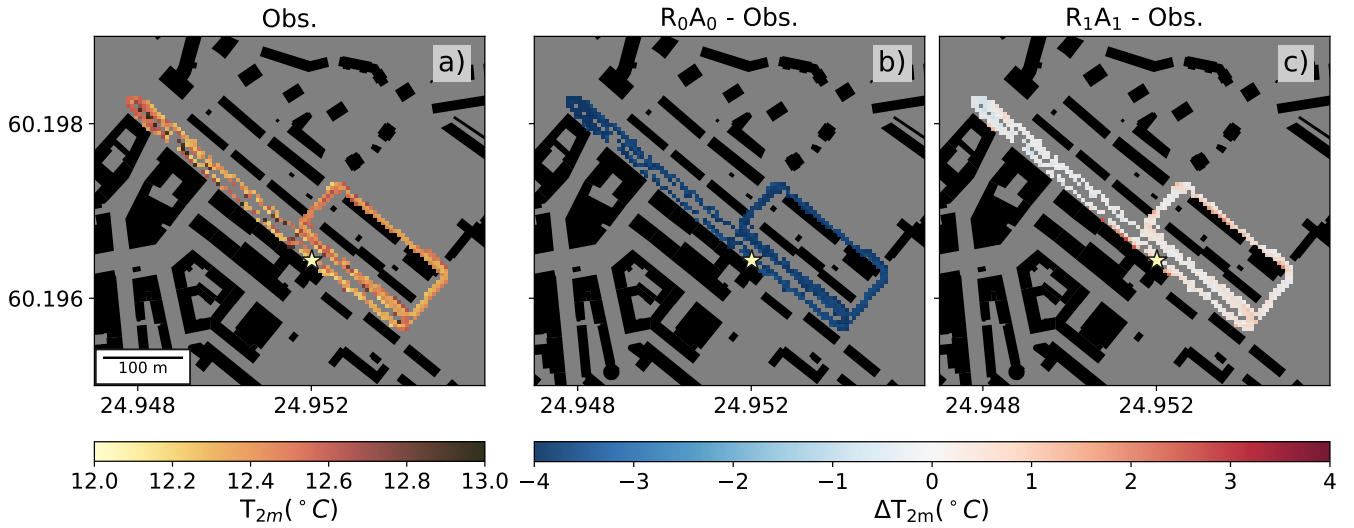 Obs.
R₀A₀ - Obs.
R₁A₁ - Obs.
a)
b)
c)
60.198
60.196
100 m
24.948 24.952
24.948 24.952
24.948 24.952
12.0 12.2 12.4 12.6 12.8 13.0
−4 −3 −2 −1 0 1 2 3 4
T₂ₘ(°C)
ΔT₂ₘ(°C)